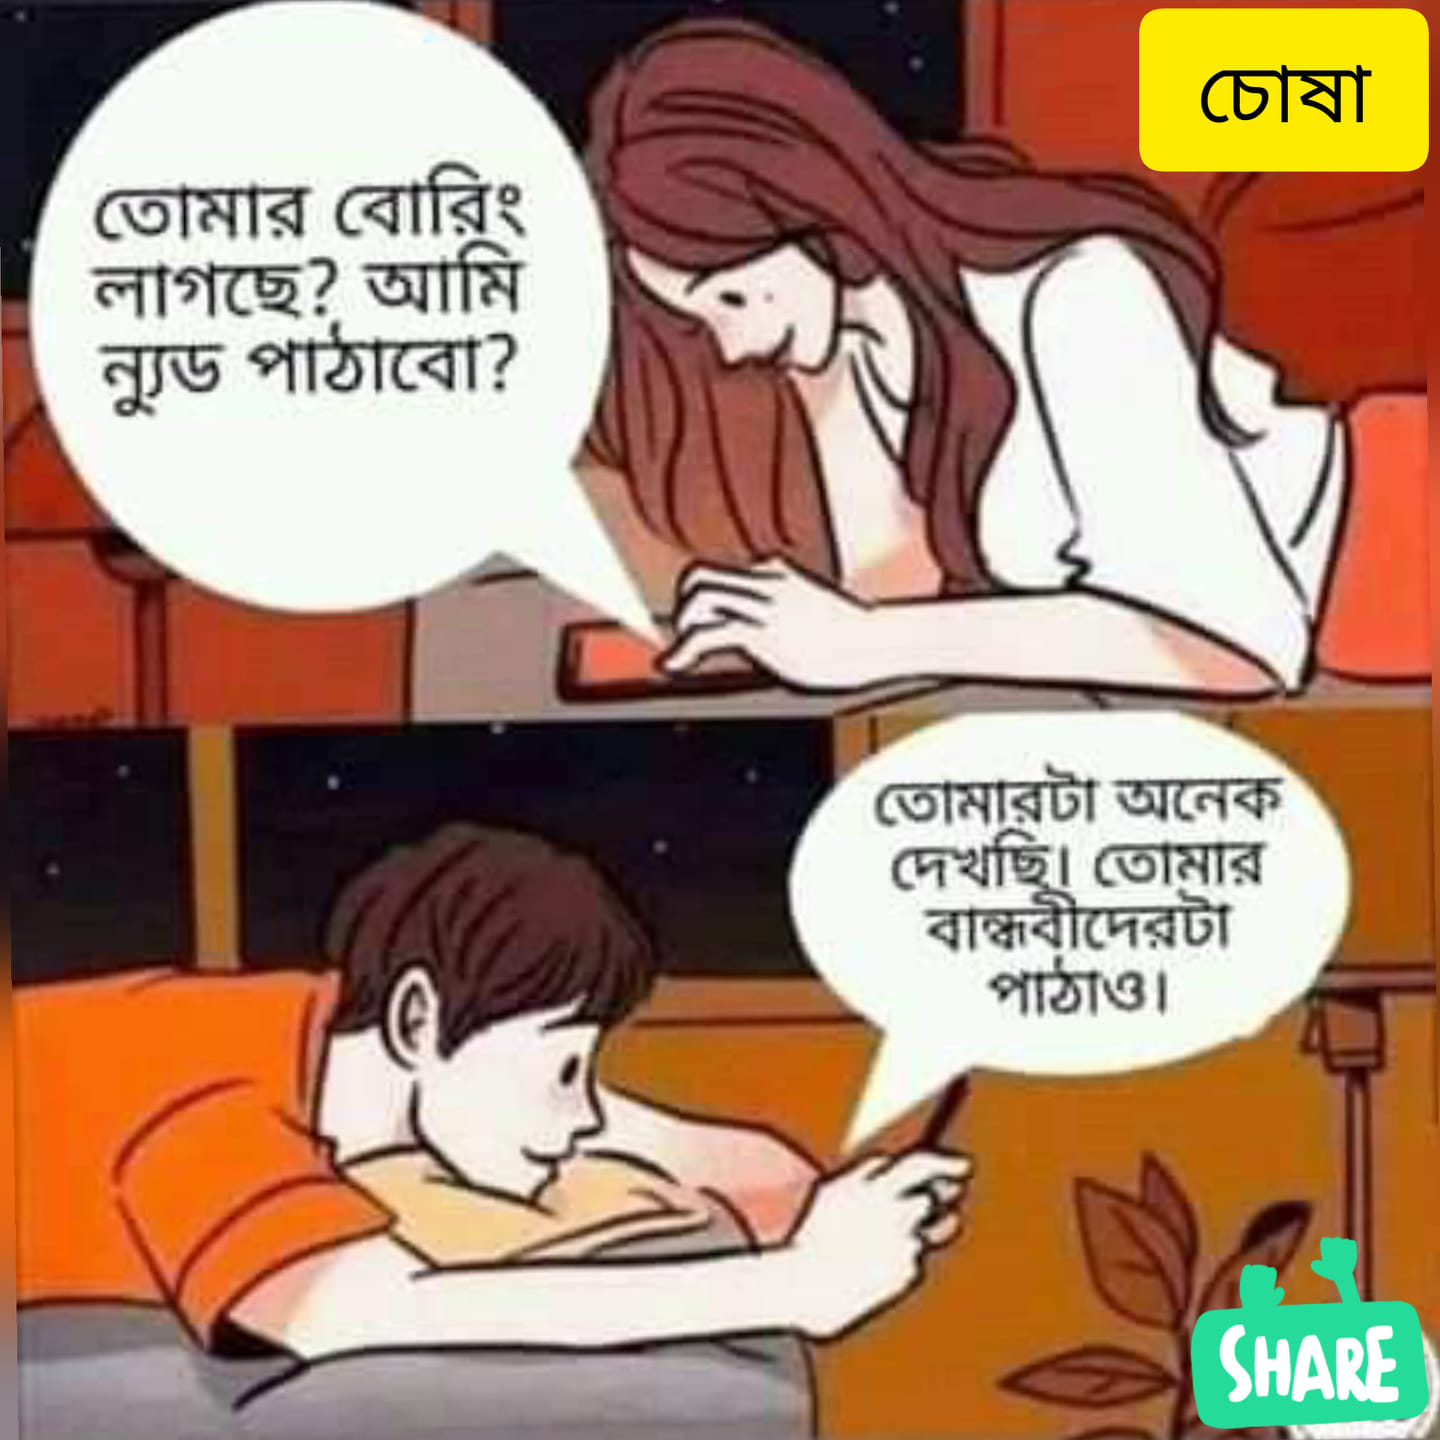 চোষা
তোমার বোরিং
লাগছে? আমি
ন্যুড পাঠাবো?
তোমারটা অনেক
দেখছি। তোমার
বান্ধবীদেরটা
পাঠাও।
SHARE